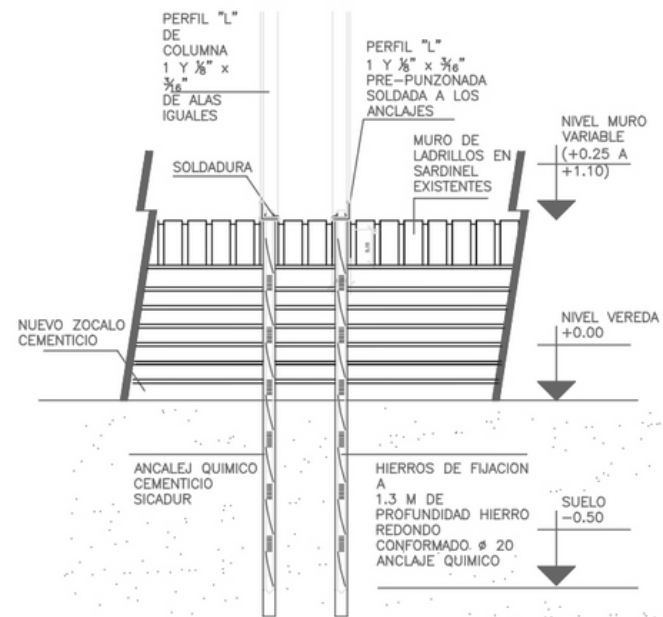 PERFIL "L"
DE
COLUMNA
1 Y ⅛" x
3/16"
DE ALAS
IGUALES
PERFIL "L"
1 Y ⅛" x 3/16"
PRE-PUNZONADA
SOLDADA A LOS
ANCLAJES
NIVEL MURO
VARIABLE
(+0.25 A
+1.10)
MURO DE
LADRILLOS EN
SARDINEL
EXISTENTES
SOLDADURA
NUEVO ZOCALO
CEMENTICIO
NIVEL VEREDA
+0.00
ANCALEJ QUIMICO
CEMENTICIO
SICADUR
HIERROS DE FIJACION
A
1.3 M DE
PROFUNDIDAD HIERRO
REDONDO
CONFORMADO ø 20
ANCLAJE QUIMICO
SUELO
-0.50